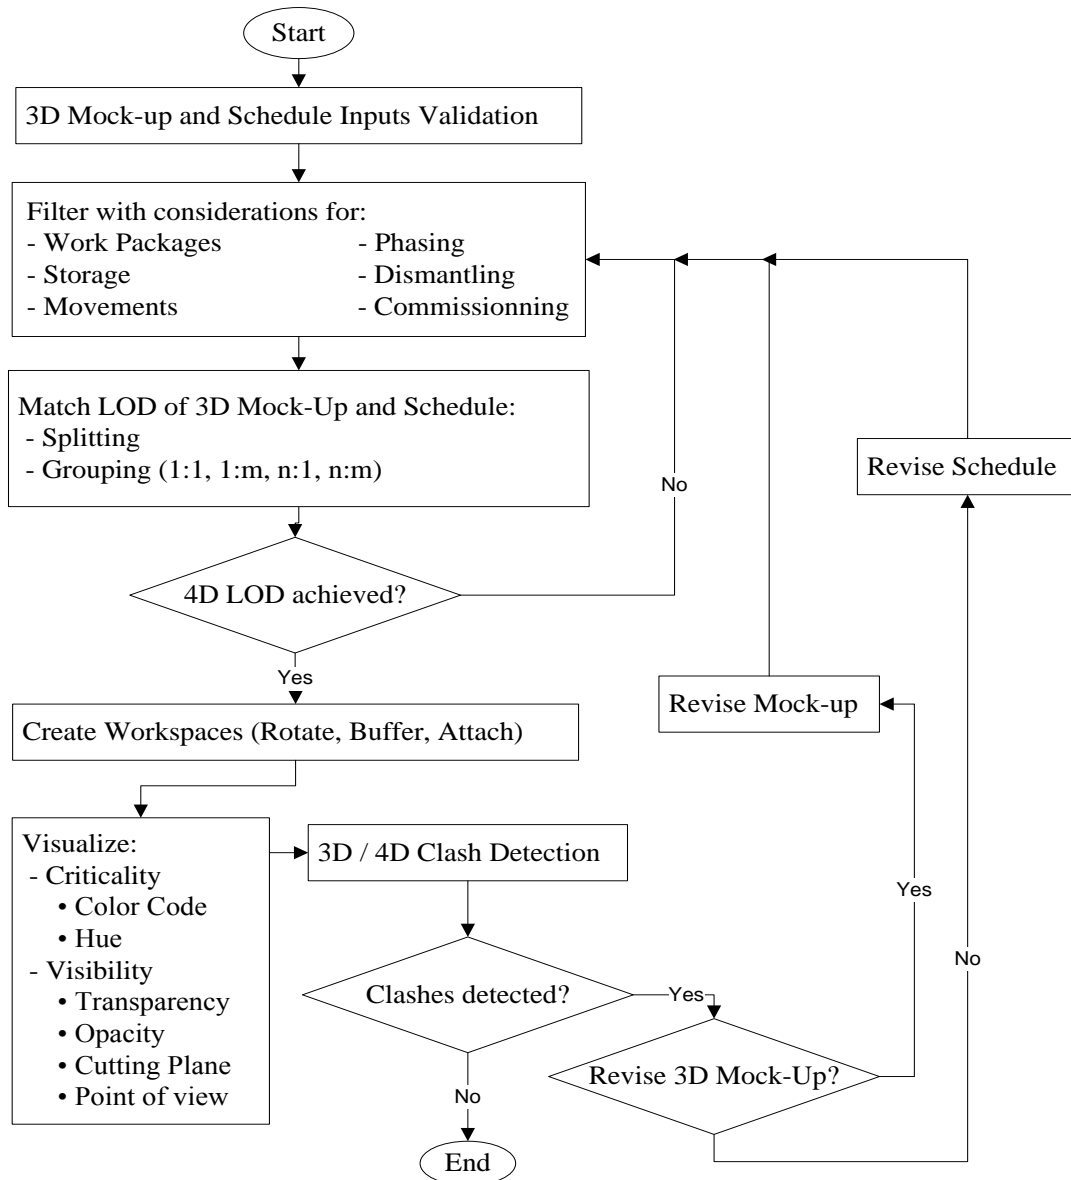 Start
3D Mock-up and Schedule Inputs Validation
Filter with considerations for:
- Work Packages
- Phasing
- Storage
- Dismantling
- Movements
- Commissionning
Match LOD of 3D Mock-Up and Schedule:
- Splitting
- Grouping (1:1, 1:m, n:1, n:m)
4D LOD achieved?
No
Yes
Create Workspaces (Rotate, Buffer, Attach)
Visualize:
- Criticality
• Color Code
• Hue
- Visibility
• Transparency
• Opacity
• Cutting Plane
• Point of view
3D / 4D Clash Detection
Clashes detected?
No
End
Yes
Revise 3D Mock-Up?
Yes
Revise Mock-up
No
Revise Schedule